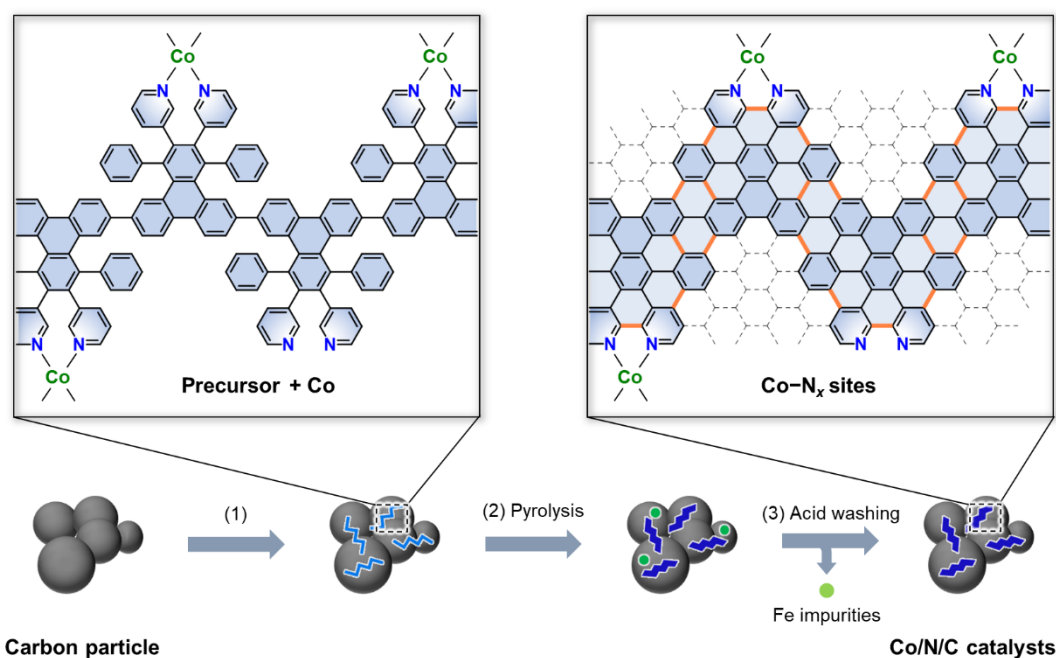 Co
Co
N
N
N
N
N
N
N
Co
Precursor + Co
Co
Co
N
N
N
N
N
N
N
Co
Co−Nx sites
(1)
(2) Pyrolysis
(3) Acid washing
Fe impurities
Carbon particle
Co/N/C catalysts